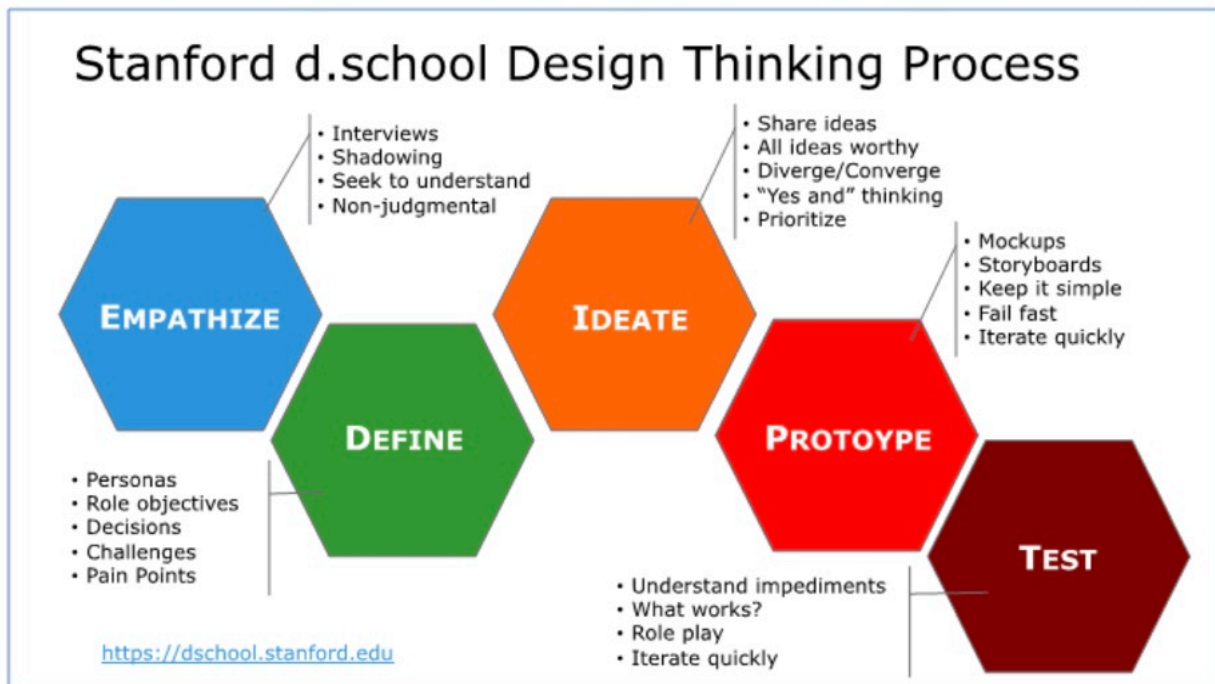 Stanford d.school Design Thinking Process
• Interviews
• Shadowing
• Seek to understand
• Non-judgmental
EMPATHIZE
• Personas
• Role objectives
• Decisions
• Challenges
• Pain Points
DEFINE
• Share ideas
• All ideas worthy
• Diverge/Converge
• “Yes and” thinking
• Prioritize
IDEATE
• Mockups
• Storyboards
• Keep it simple
• Fail fast
• Iterate quickly
PROTOYPE
• Understand impediments
• What works?
• Role play
• Iterate quickly
TEST
https://dschool.stanford.edu